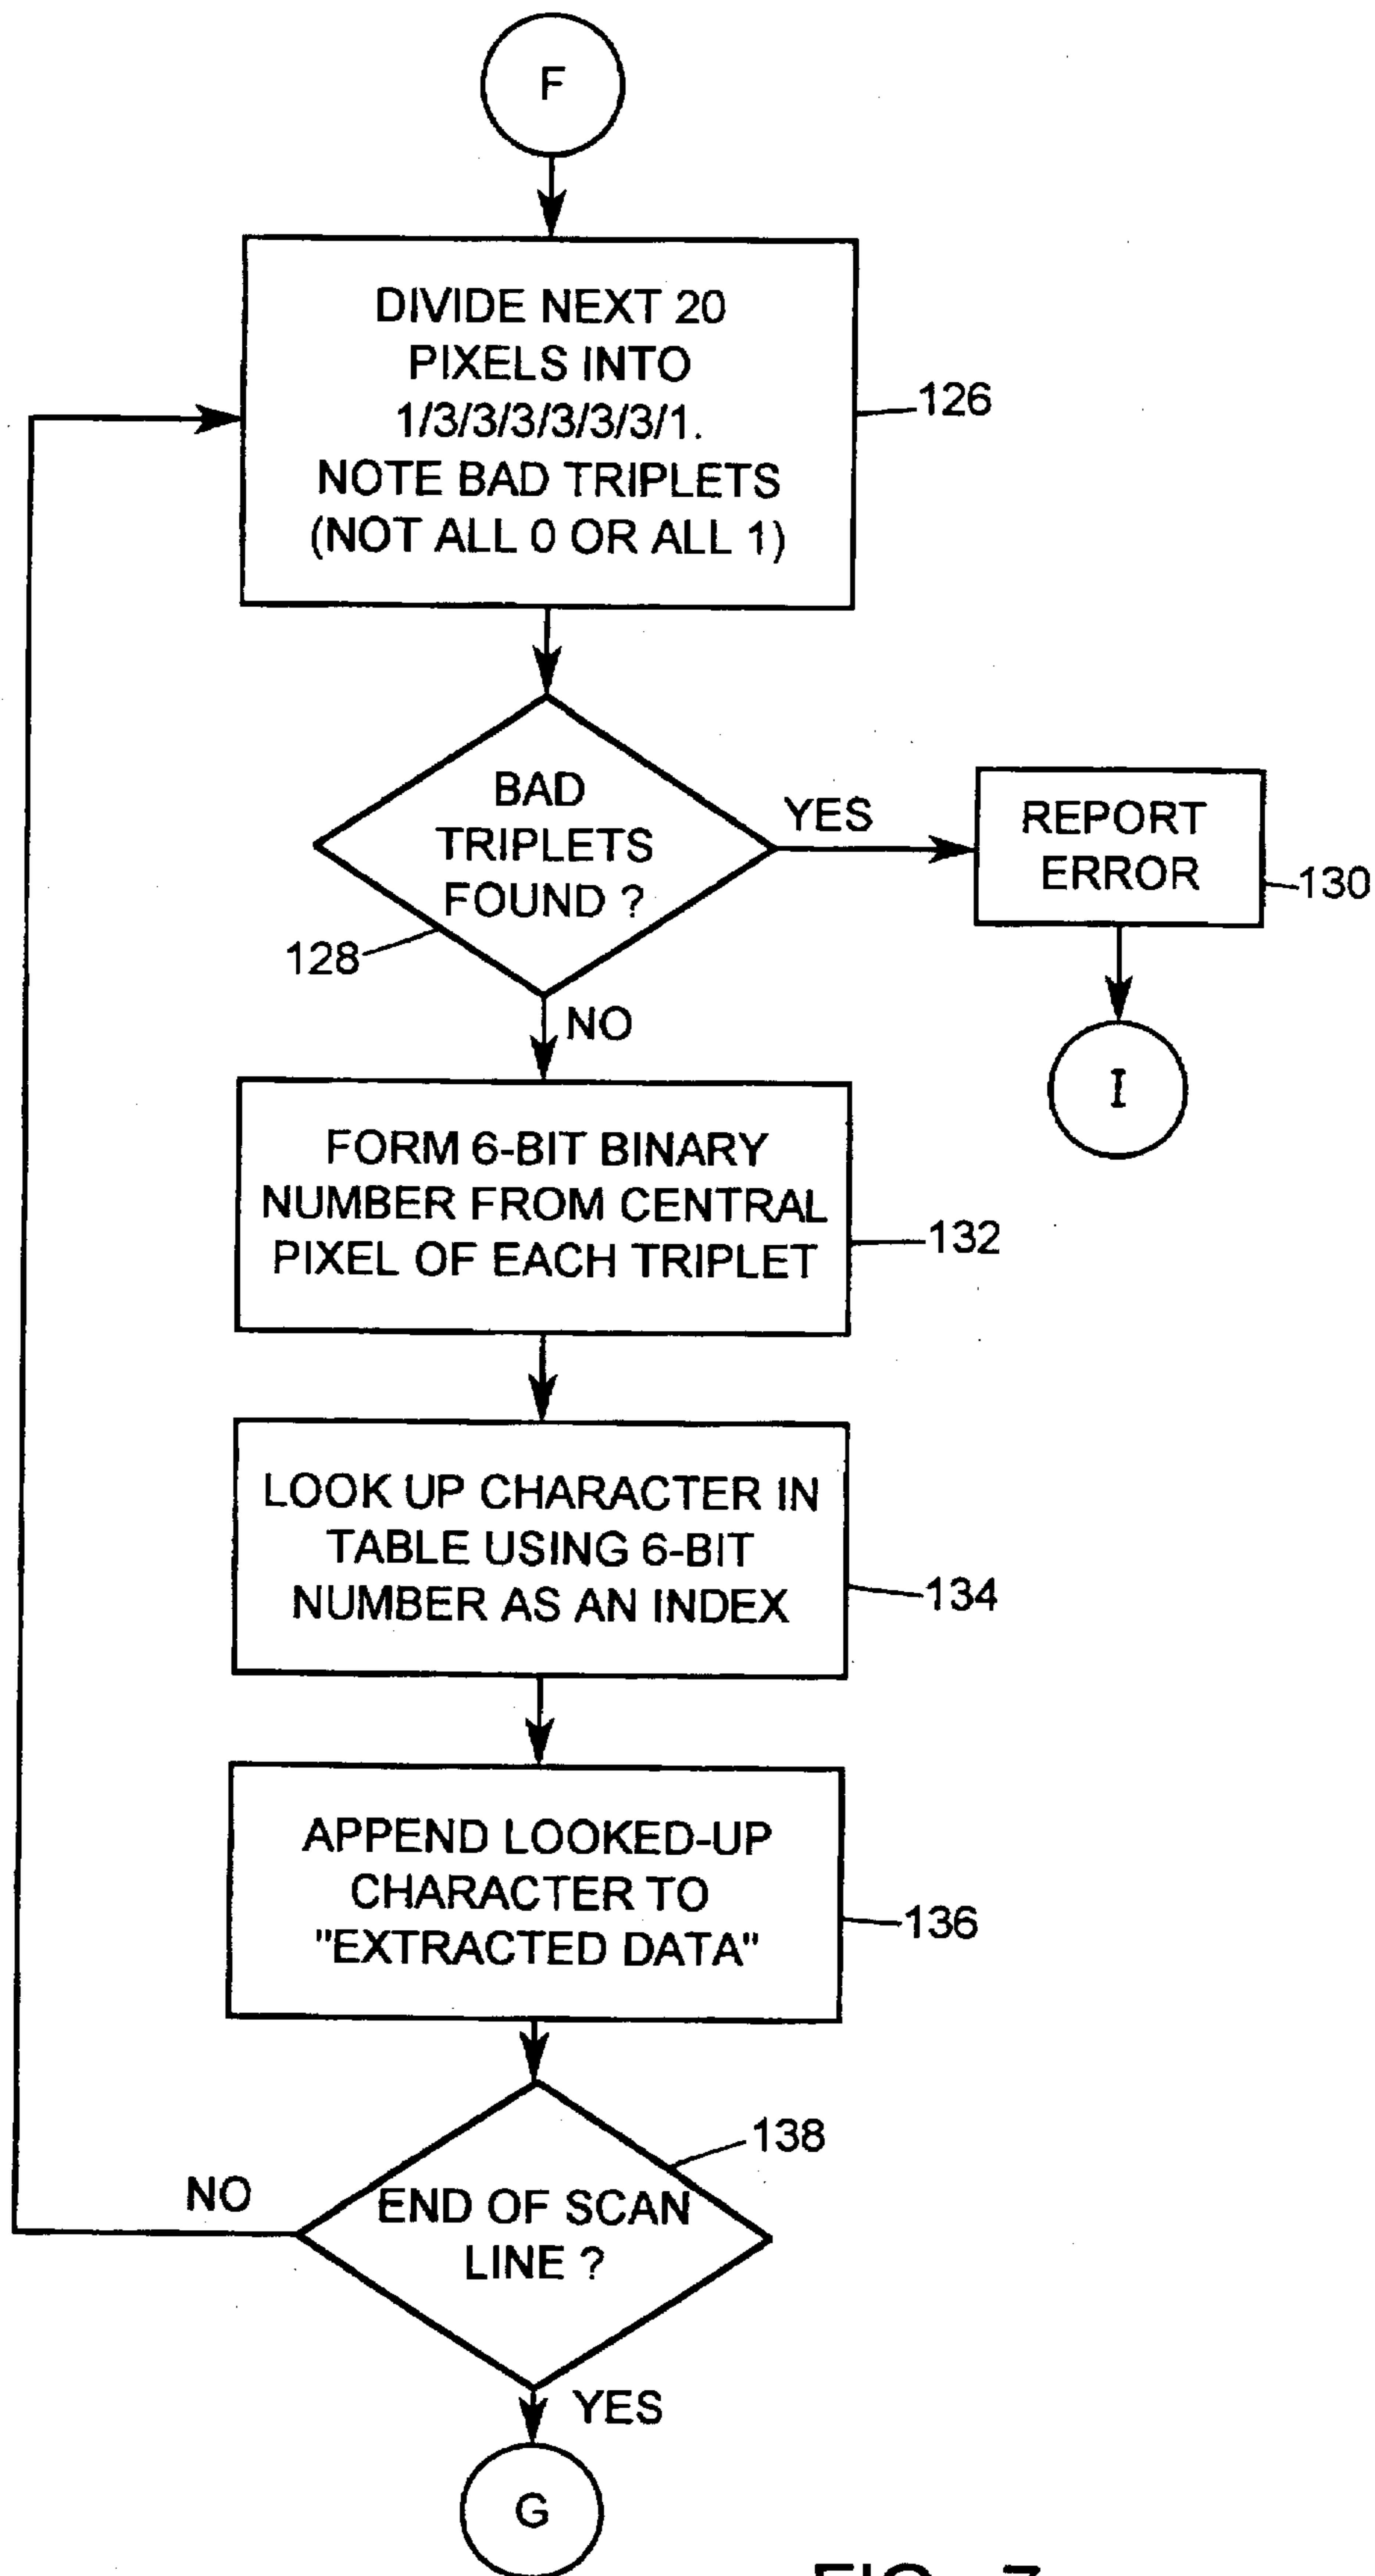 F
DIVIDE NEXT 20
PIXELS INTO
1/3/3/3/3/3/3/1.
NOTE BAD TRIPLETS
(NOT ALL 0 OR ALL 1)
126
BAD
TRIPLETS
FOUND ?
128
YES
REPORT
ERROR
130
I
NO
FORM 6-BIT BINARY
NUMBER FROM CENTRAL
PIXEL OF EACH TRIPLET
132
LOOK UP CHARACTER IN
TABLE USING 6-BIT
NUMBER AS AN INDEX
134
APPEND LOOKED-UP
CHARACTER TO
"EXTRACTED DATA"
136
138
NO
END OF SCAN
LINE ?
YES
G